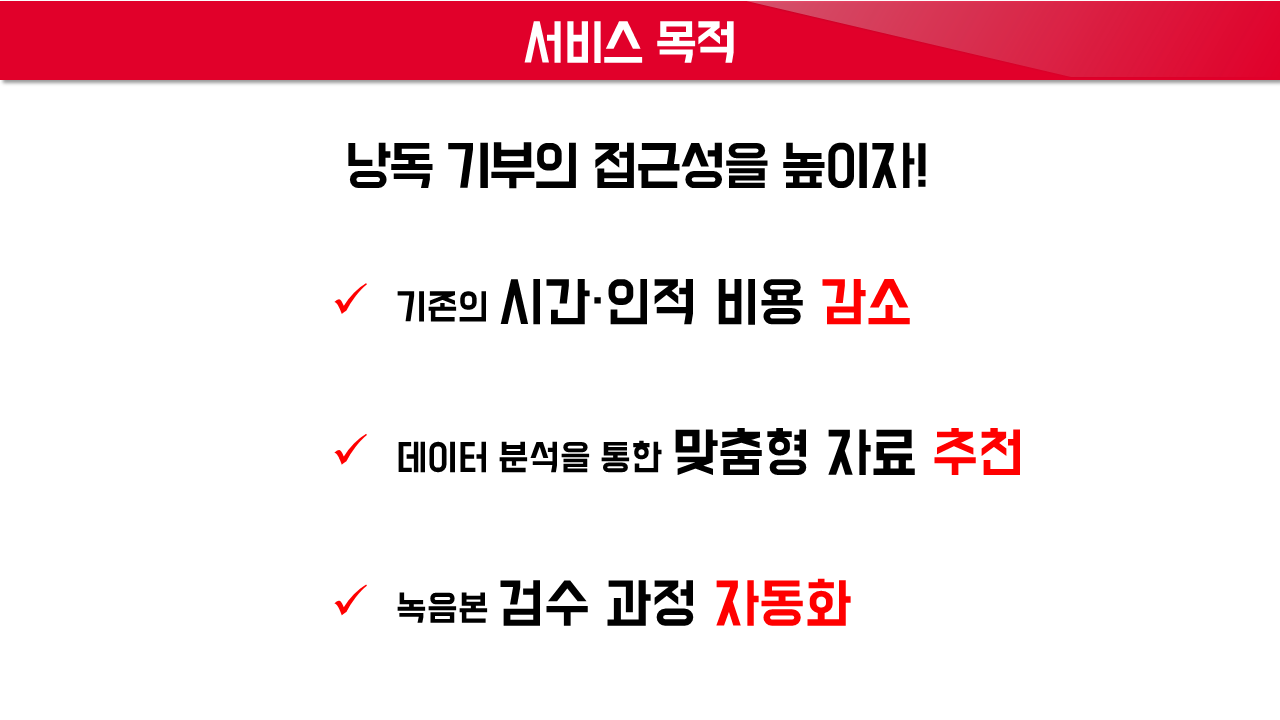 서비스 목적
낭독 기부의 접근성을 높이자!
✓ 기존의 시간·인적 비용 감소
✓ 데이터 분석을 통한 맞춤형 자료 추천
✓ 녹음본 검수 과정 자동화